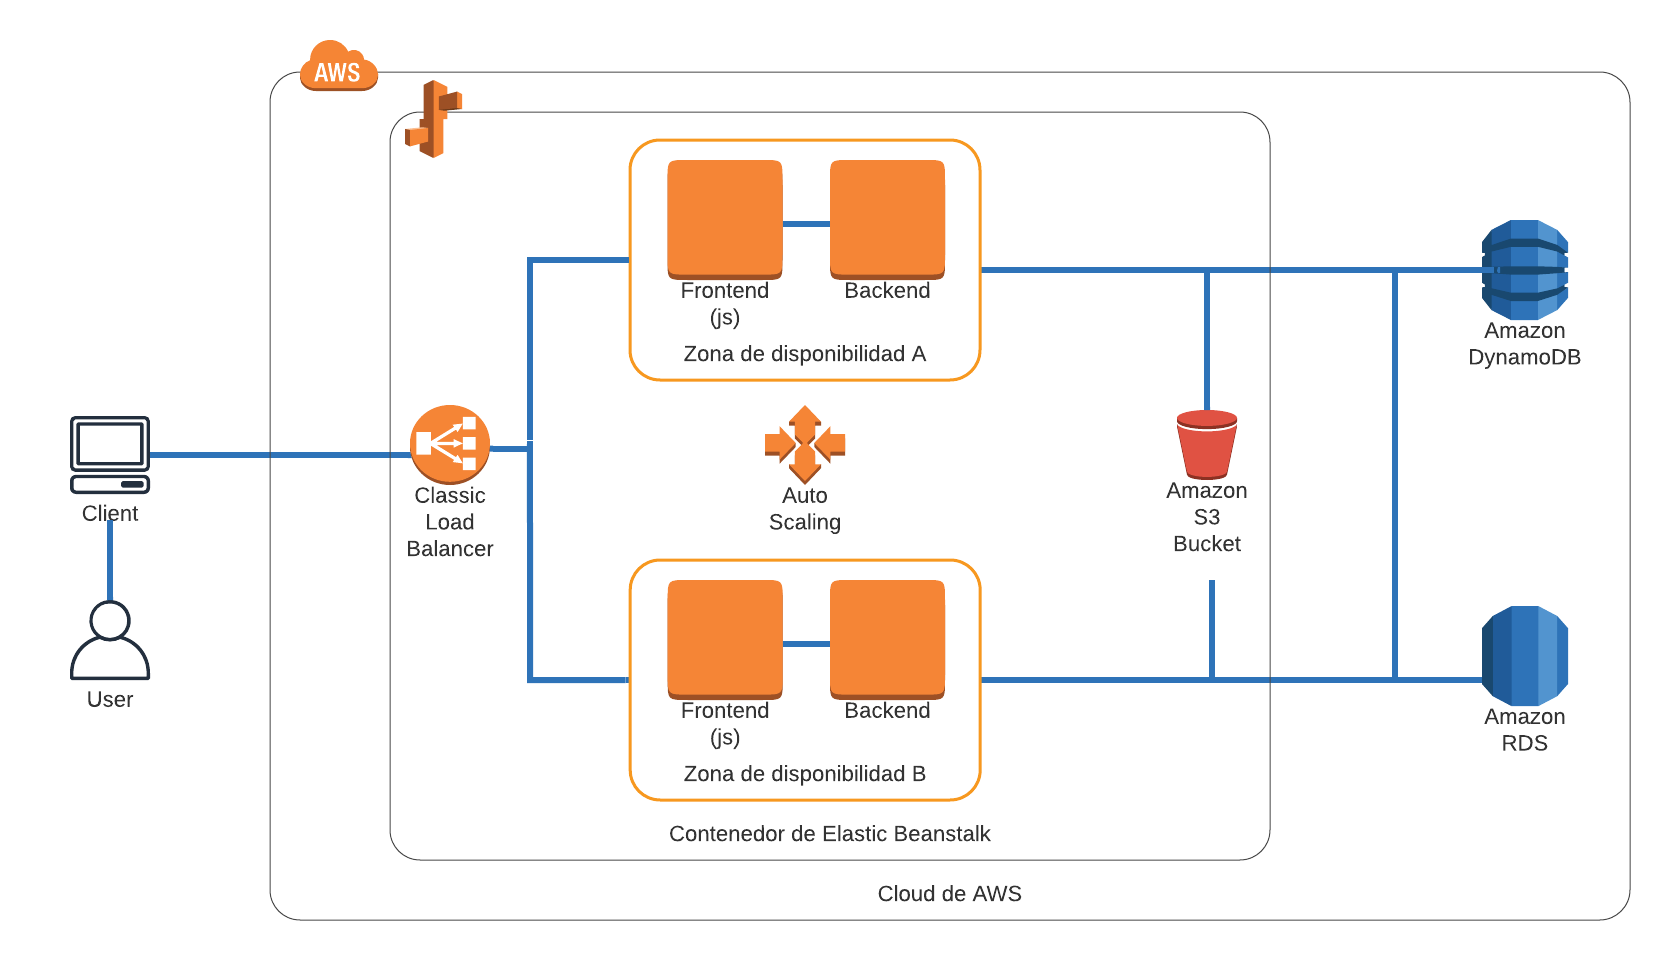 AWS
Frontend
(js)
Backend
Zona de disponibilidad A
Amazon
DynamoDB
Client
Classic
Load
Balancer
Auto
Scaling
Amazon
S3
Bucket
User
Frontend
(js)
Backend
Zona de disponibilidad B
Amazon
RDS
Contenedor de Elastic Beanstalk
Cloud de AWS